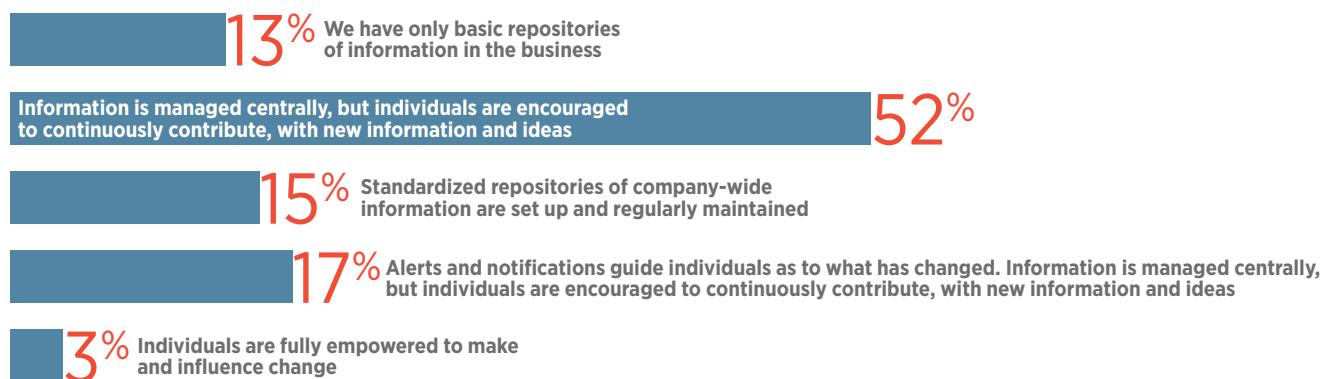 13% We have only basic repositories
of information in the business
Information is managed centrally, but individuals are encouraged
to continuously contribute, with new information and ideas
52%
15% Standardized repositories of company-wide
information are set up and regularly maintained
17% Alerts and notifications guide individuals as to what has changed. Information is managed centrally,
but individuals are encouraged to continuously contribute, with new information and ideas
3% Individuals are fully empowered to make
and influence change